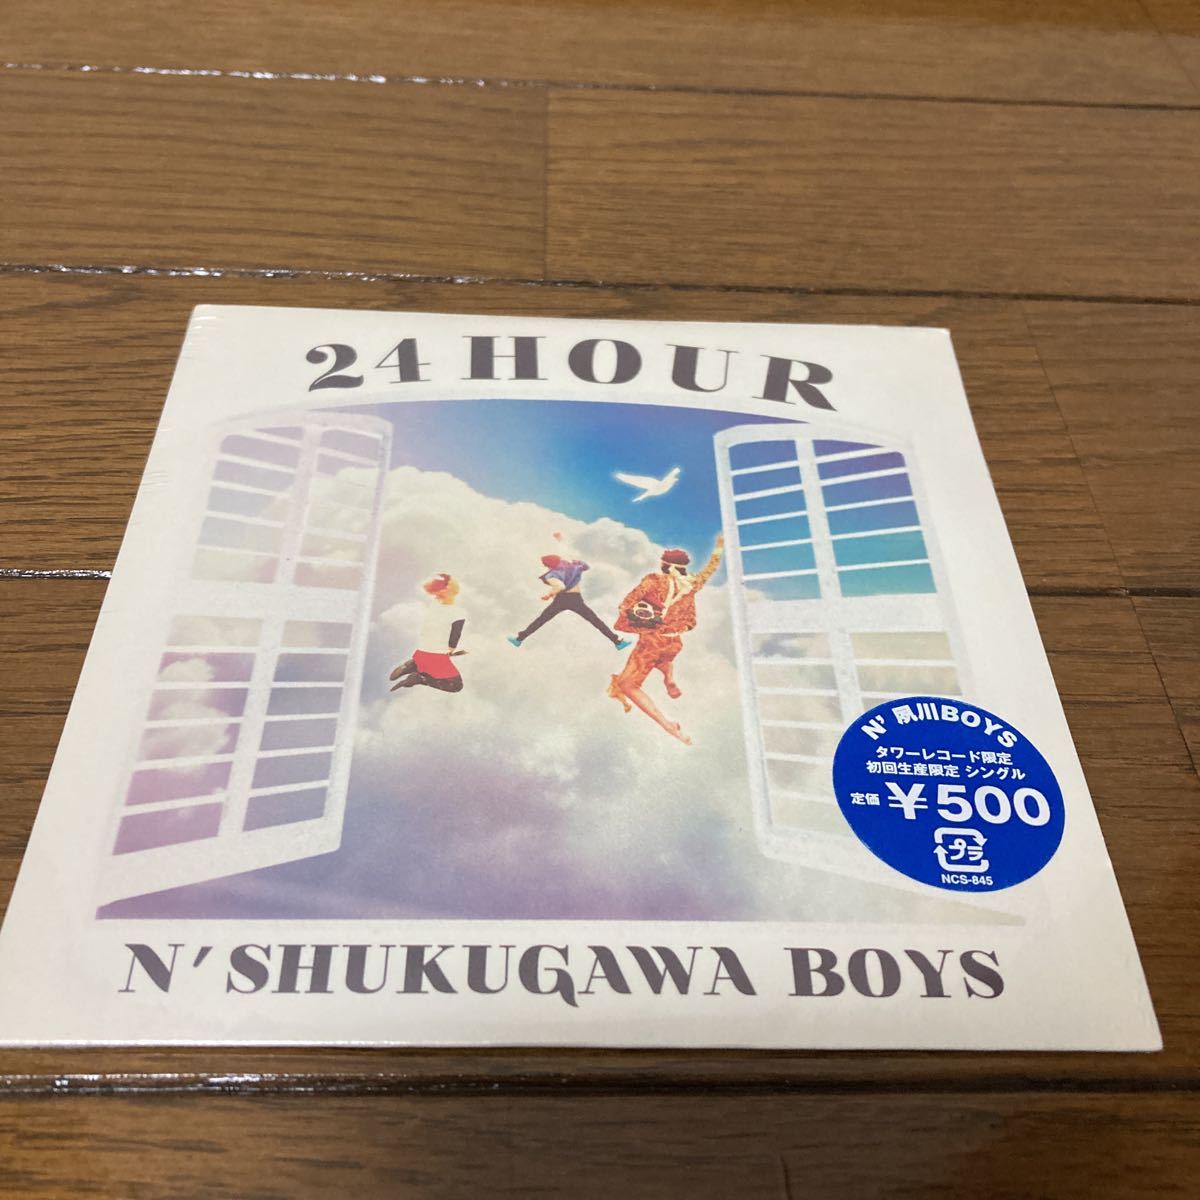 24 HOUR
N' 夙川BOYS
タワーレコード限定
初回生産限定 シングル
定価 ¥500
プラ
NCS-845
N' SHUKUGAWA BOYS